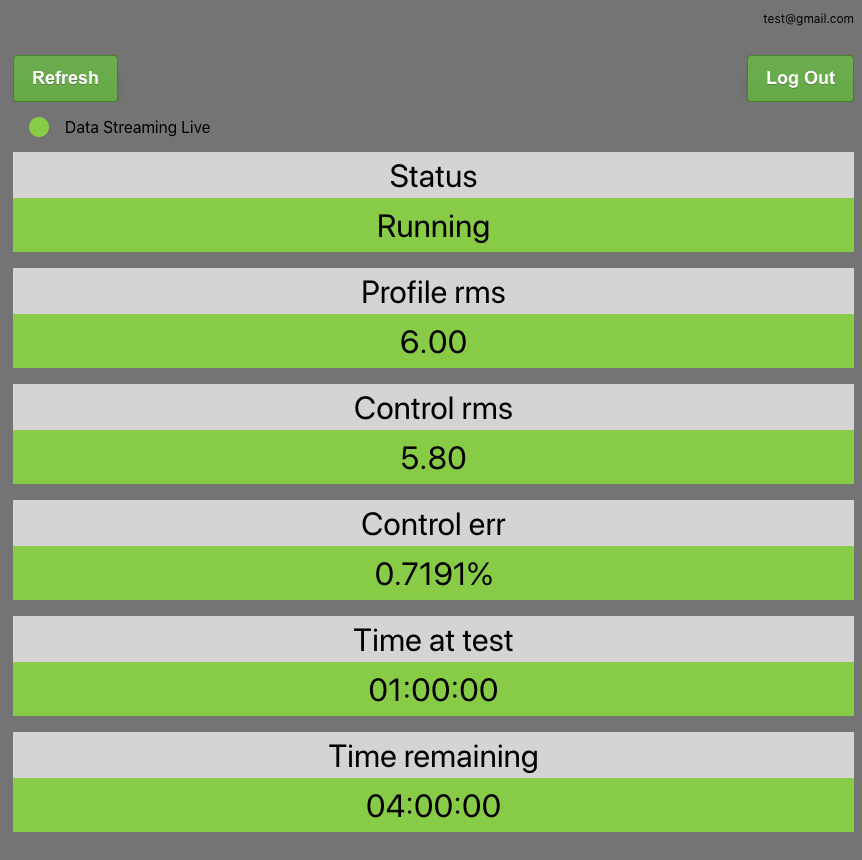 test@gmail.com
Refresh
Log Out
Data Streaming Live
Status
Running
Profile rms
6.00
Control rms
5.80
Control err
0.7191%
Time at test
01:00:00
Time remaining
04:00:00